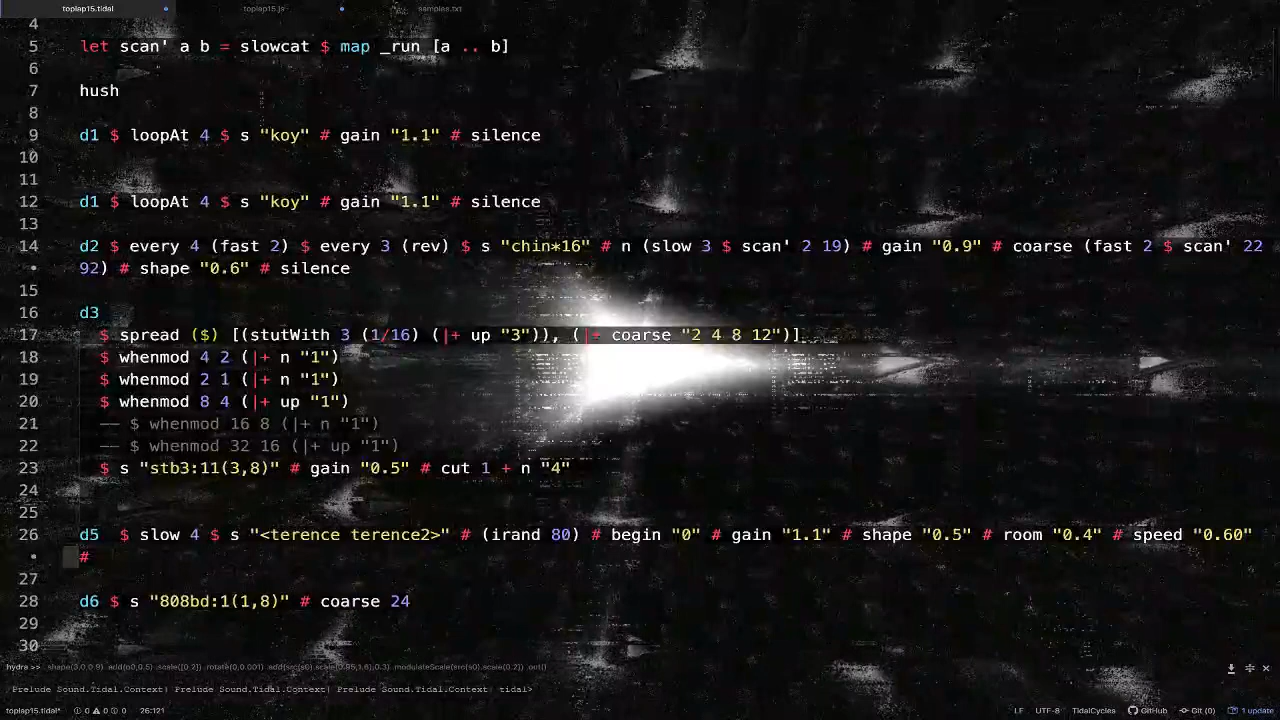 toplap15.tidal toplap15.js samples.txt
4
5 let scan' a b = slowcat $ map _run [a .. b]
6
7 hush
8
9 d1 $ loopAt 4 $ s "koy" # gain "1.1" # silence
10
11
12 d1 $ loopAt 4 $ s "koy" # gain "1.1" # silence
13
14 d2 $ every 4 (fast 2) $ every 3 (rev) $ s "chin*16" # n (slow 3 $ scan' 2 19) # gain "0.9" # coarse (fast 2 $ scan' 22
• 92) # shape "0.6" # silence
15
16 d3
17 $ spread ($) [(stutWith 3 (1/16) (|+ up "3")), (|+ coarse "2 4 8 12")]
18 $ whenmod 4 2 (|+ n "1")
19 $ whenmod 2 1 (|+ n "1")
20 $ whenmod 8 4 (|+ up "1")
21 -- $ whenmod 16 8 (|+ n "1")
22 -- $ whenmod 32 16 (|+ up "1")
23 $ s "stb3:11(3,8)" # gain "0.5" # cut 1 + n "4"
24
25
26 d5  $ slow 4 $ s "<terence terence2>" # (irand 80) # begin "0" # gain "1.1" # shape "0.5" # room "0.4" # speed "0.60"
• #
27
28 d6 $ s "808bd:1(1,8)" # coarse 24
29
30
hydra >>
Prelude Sound.Tidal.Context| Prelude Sound.Tidal.Context| Prelude Sound.Tidal.Context| tidal>
toplap15.tidal* 0 0 0 26:121 LF UTF-8 TidalCycles GitHub Git (0) 1 update